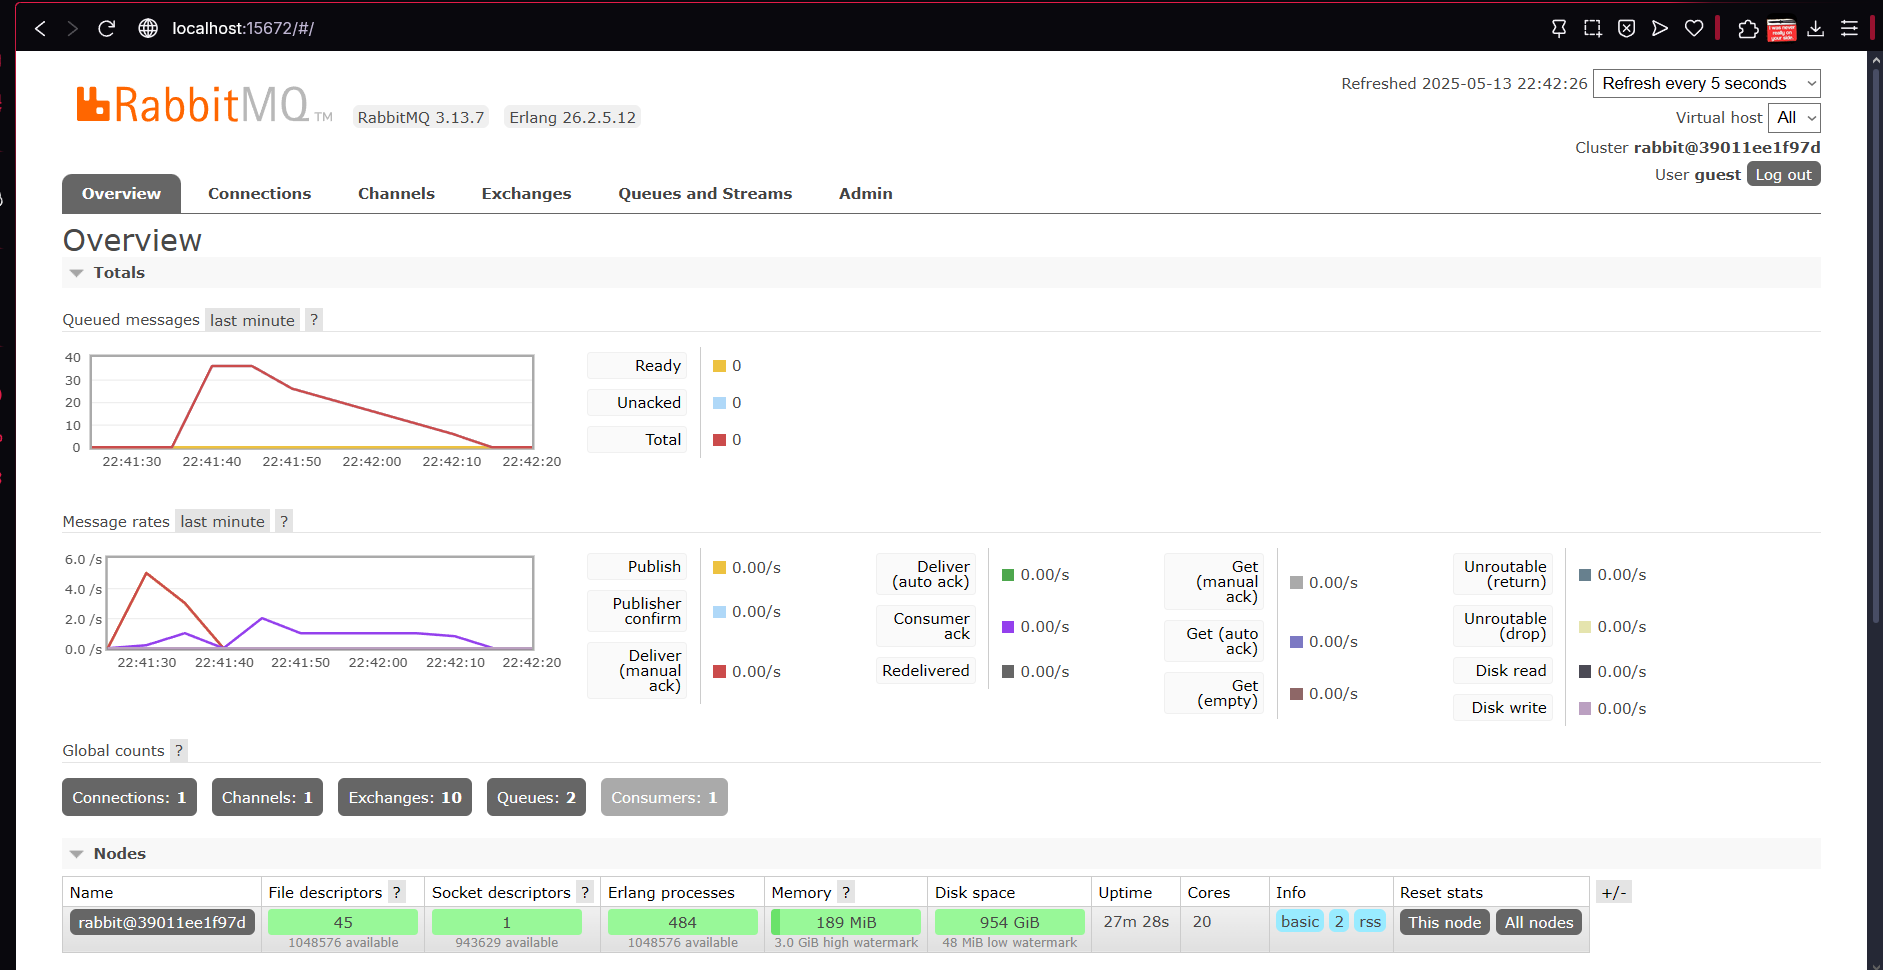 localhost:15672/#/
RabbitMQ TM
RabbitMQ 3.13.7 Erlang 26.2.5.12
Refreshed 2025-05-13 22:42:26 Refresh every 5 seconds
Virtual host All
Cluster rabbit@39011ee1f97d
User guest Log out
Overview Connections Channels Exchanges Queues and Streams Admin
Overview
Totals
Queued messages last minute ?
40
30
20
10
0
22:41:30 22:41:40 22:41:50 22:42:00 22:42:10 22:42:20
Ready 0
Unacked 0
Total 0
Message rates last minute ?
6.0 /s
4.0 /s
2.0 /s
0.0 /s
22:41:30 22:41:40 22:41:50 22:42:00 22:42:10 22:42:20
Publish 0.00/s
Publisher
confirm 0.00/s
Deliver
(manual
ack) 0.00/s
Deliver
(auto ack) 0.00/s
Consumer
ack 0.00/s
Redelivered 0.00/s
Get
(manual
ack) 0.00/s
Get (auto
ack) 0.00/s
Get
(empty) 0.00/s
Unroutable
(return) 0.00/s
Unroutable
(drop) 0.00/s
Disk read 0.00/s
Disk write 0.00/s
Global counts ?
Connections: 1 Channels: 1 Exchanges: 10 Queues: 2 Consumers: 1
Nodes
Name File descriptors ? Socket descriptors ? Erlang processes Memory ? Disk space Uptime Cores Info Reset stats +/-
rabbit@39011ee1f97d 45 1 484 189 MiB 954 GiB 27m 28s 20 basic 2 rss This node All nodes
1048576 available 943629 available 1048576 available 3.0 GiB high watermark 48 MiB low watermark